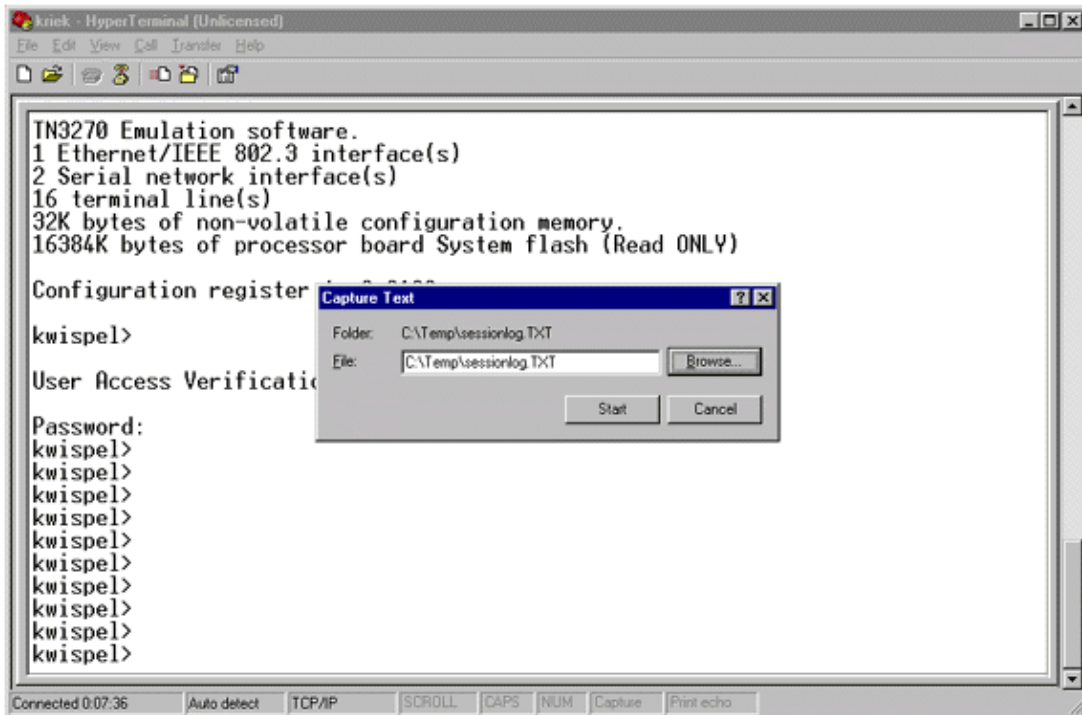 kriek - HyperTerminal (Unlicensed)
File Edit View Call Transfer Help
TN3270 Emulation software.
1 Ethernet/IEEE 802.3 interface(s)
2 Serial network interface(s)
16 terminal line(s)
32K bytes of non-volatile configuration memory.
16384K bytes of processor board System flash (Read ONLY)
Configuration register
kwispel>
User Access Verificatio
Password:
kwispel>
kwispel>
kwispel>
kwispel>
kwispel>
kwispel>
kwispel>
kwispel>
kwispel>
kwispel>
Capture Text
Folder: C:\Temp\sessionlog.TXT
File: C:\Temp\sessionlog.TXT Browse...
Start Cancel
Connected 0:07:36 Auto detect TCP/IP SCROLL CAPS NUM Capture Print echo